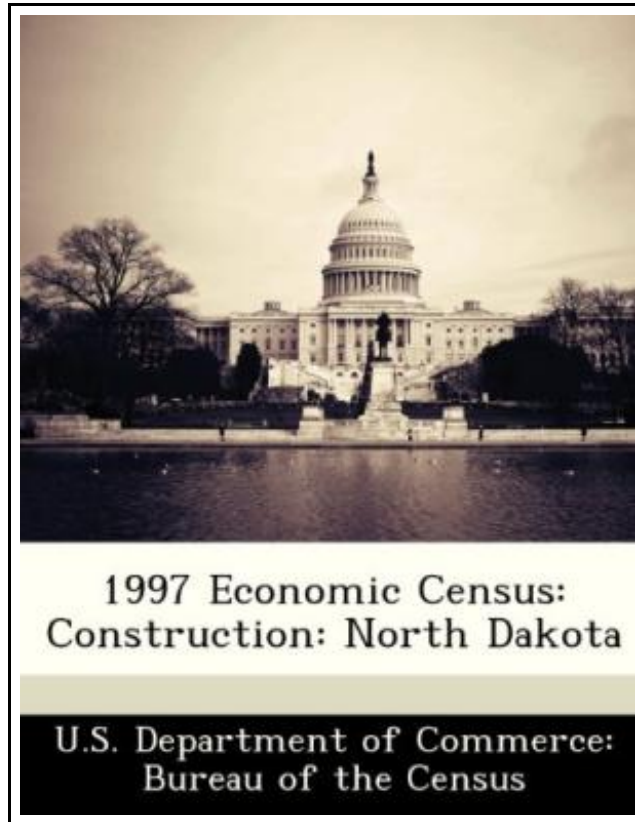 1997 Economic Census:
Construction: North Dakota
U.S. Department of Commerce:
Bureau of the Census